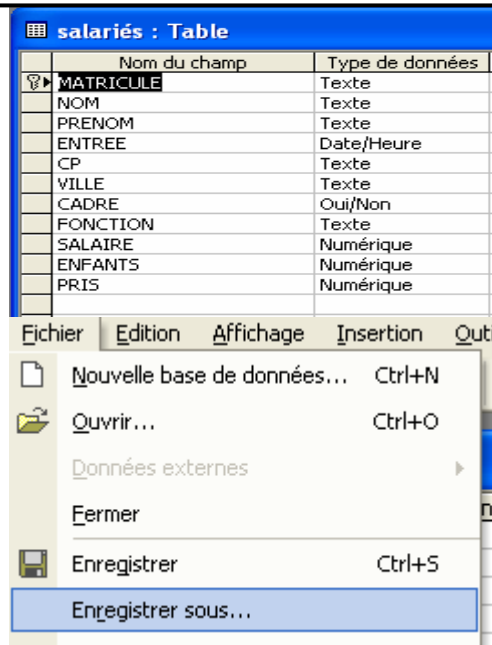 salariés : Table
Nom du champ Type de données
MATRICULE Texte
NOM Texte
PRENOM Texte
ENTREE Date/Heure
CP Texte
VILLE Texte
CADRE Oui/Non
FONCTION Texte
SALAIRE Numérique
ENFANTS Numérique
PRIS Numérique
Fichier Edition Affichage Insertion Out
Nouvelle base de données... Ctrl+N
Ouvrir... Ctrl+O
Données externes
Fermer
Enregistrer Ctrl+S
Enregistrer sous...